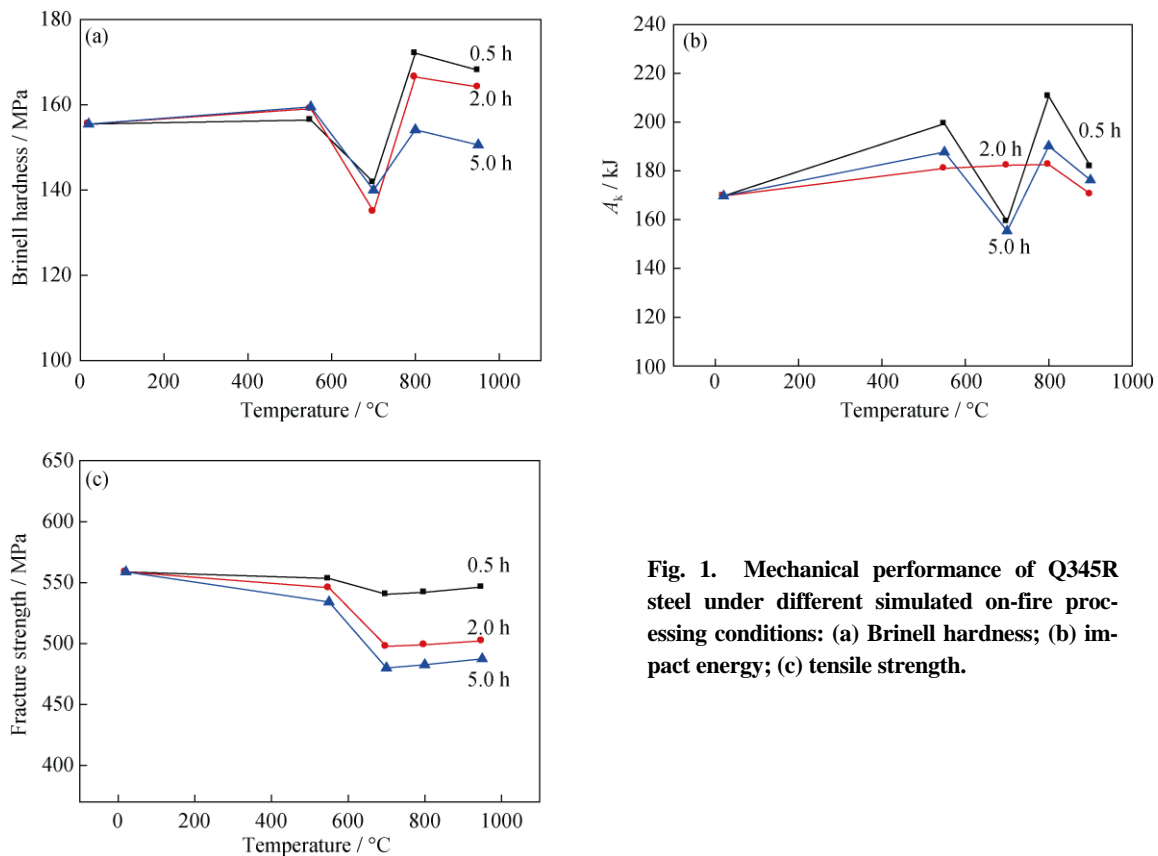 (a)
180
160
140
120
100
Brinell hardness / MPa
0.5 h
2.0 h
5.0 h
0
200
400
600
800
1000
Temperature / °C
(b)
240
220
200
180
160
140
120
100
Ak / kJ
0.5 h
2.0 h
5.0 h
0
200
400
600
800
1000
Temperature / °C
(c)
650
600
550
500
450
400
Fracture strength / MPa
0.5 h
2.0 h
5.0 h
0
200
400
600
800
1000
Temperature / °C
Fig. 1. Mechanical performance of Q345R
steel under different simulated on-fire proc-
essing conditions: (a) Brinell hardness; (b) im-
pact energy; (c) tensile strength.